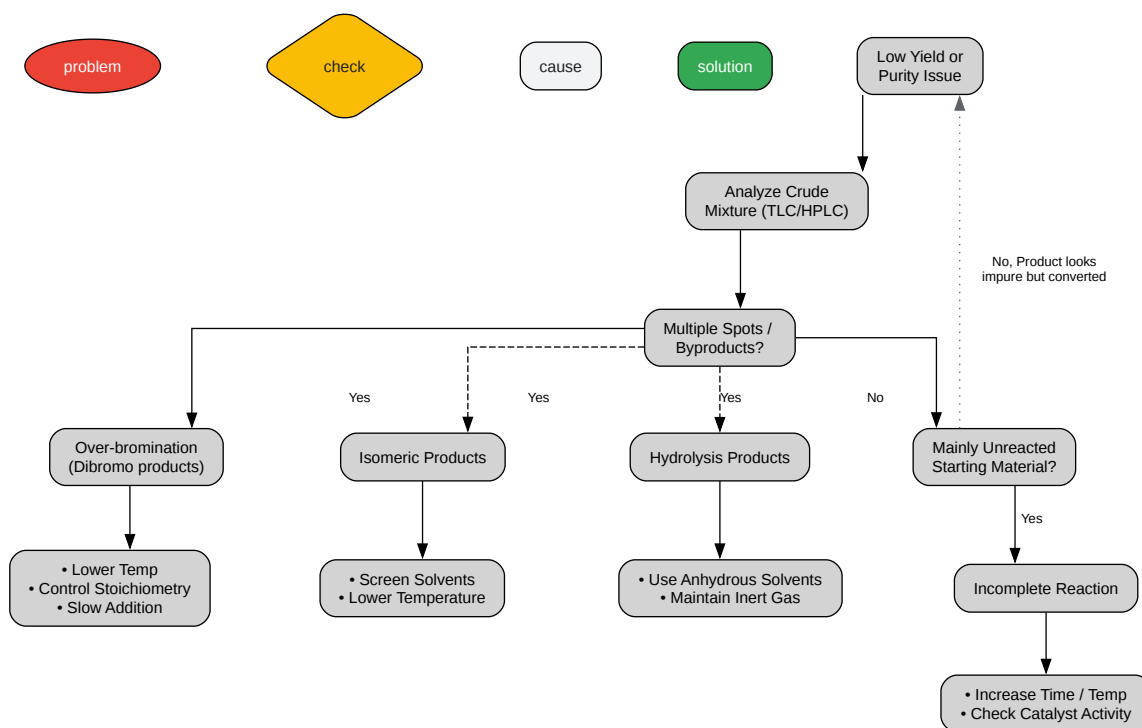 problem
check
cause
solution
Low Yield or
Purity Issue
Analyze Crude
Mixture (TLC/HPLC)
No, Product looks
impure but converted
Multiple Spots /
Byproducts?
Yes
Yes
Yes
No
Over-bromination
(Dibromo products)
Isomeric Products
Hydrolysis Products
Mainly Unreacted
Starting Material?
Yes
• Lower Temp
• Control Stoichiometry
• Slow Addition
• Screen Solvents
• Lower Temperature
• Use Anhydrous Solvents
• Maintain Inert Gas
Incomplete Reaction
• Increase Time / Temp
• Check Catalyst Activity